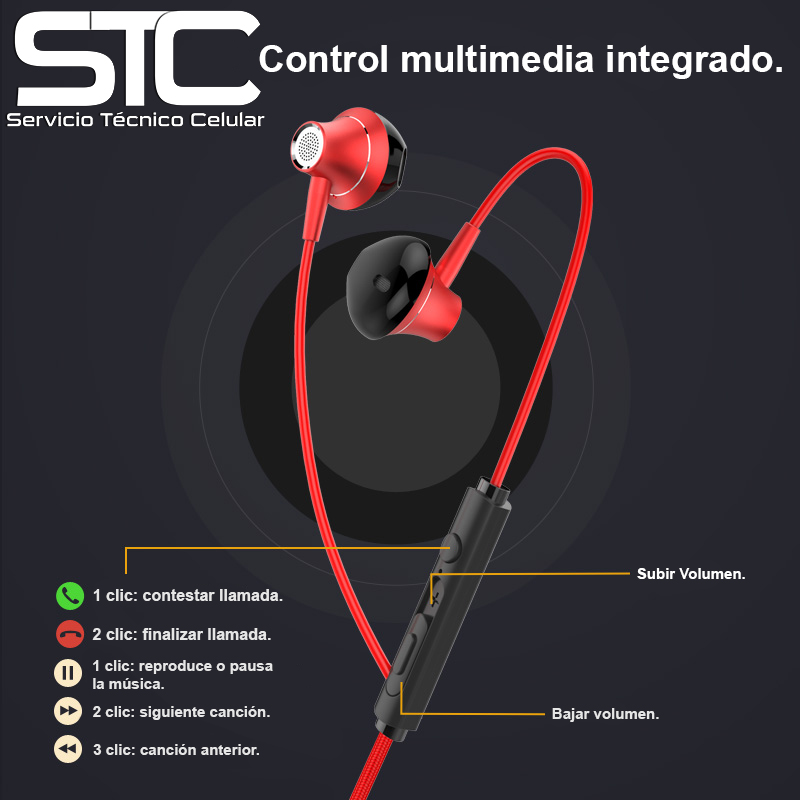 STC
Servicio Técnico Celular
Control multimedia integrado.
Subir Volumen.
1 clic: contestar llamada.
2 clic: finalizar llamada.
1 clic: reproduce o pausa
la música.
2 clic: siguiente canción.
Bajar volumen.
3 clic: canción anterior.